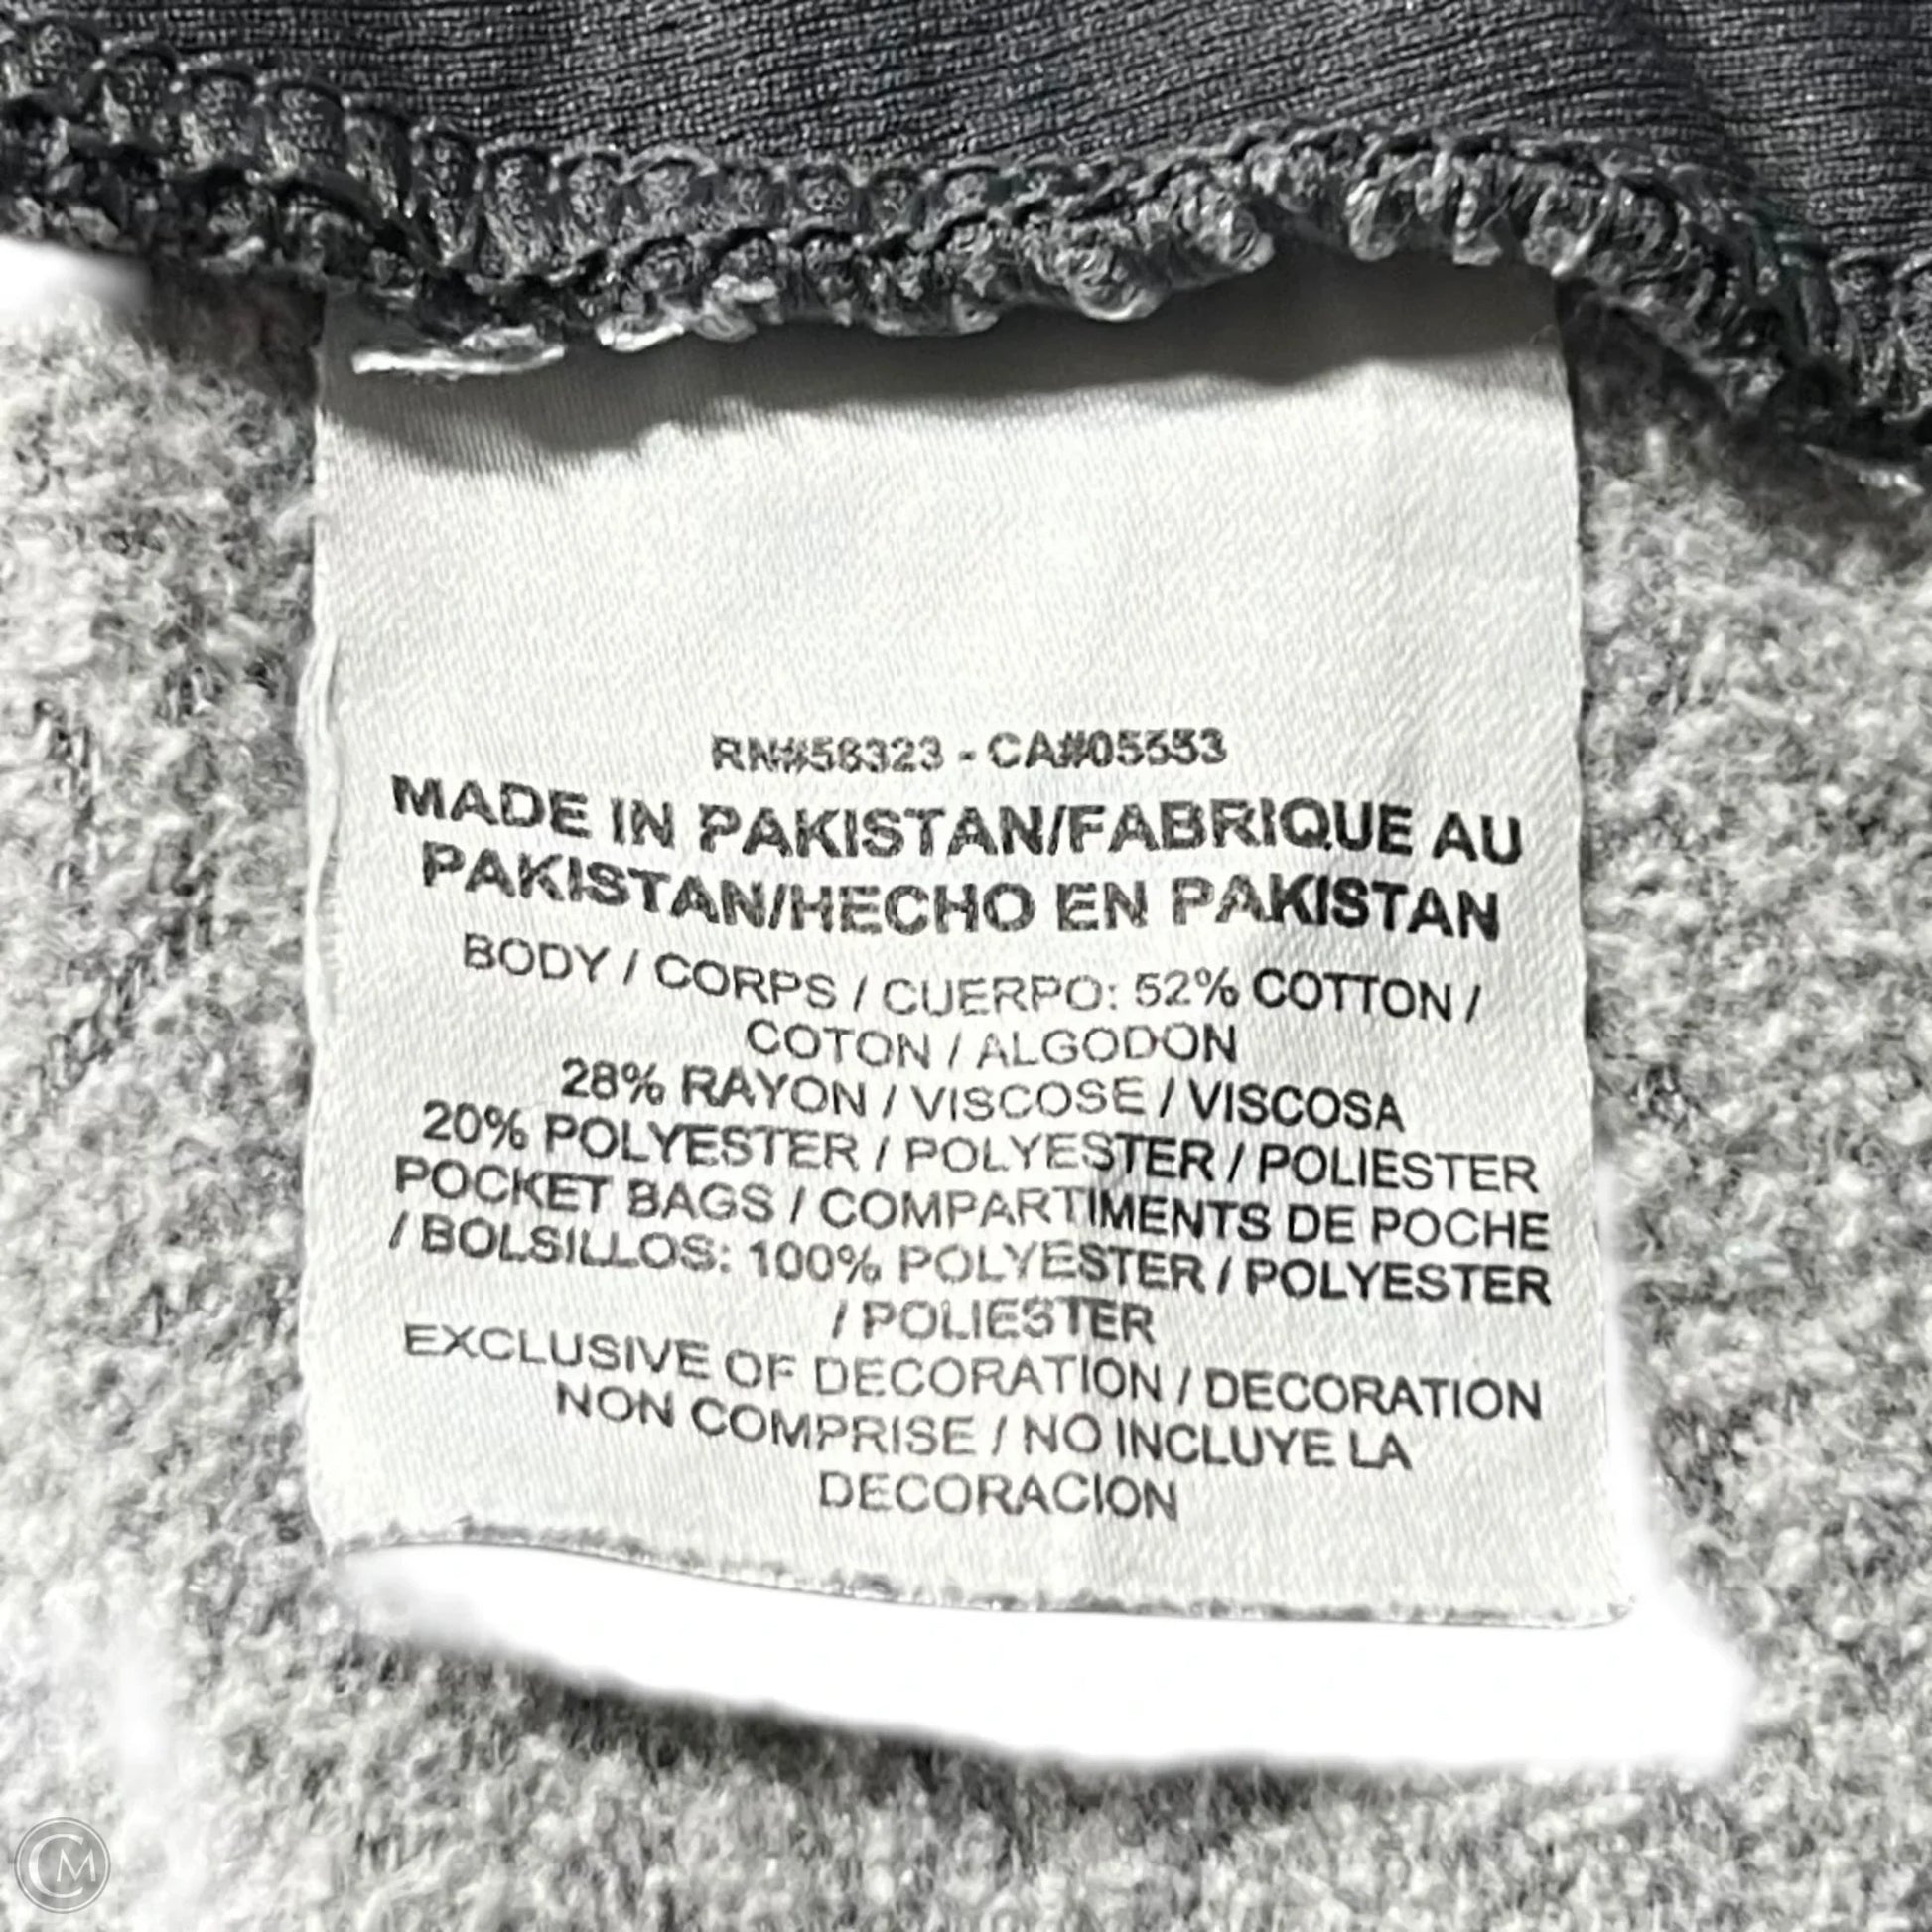 RN#56323 - CA#05553
MADE IN PAKISTAN/FABRIQUE AU
PAKISTAN/HECHO EN PAKISTAN
BODY / CORPS / CUERPO: 52% COTTON /
COTON / ALGODON
28% RAYON / VISCOSE / VISCOSA
20% POLYESTER / POLYESTER / POLIESTER
POCKET BAGS / COMPARTIMENTS DE POCHE
/ BOLSILLOS: 100% POLYESTER / POLYESTER
/ POLIESTER
EXCLUSIVE OF DECORATION / DECORATION
NON COMPRISE / NO INCLUYE LA
DECORACION
CM